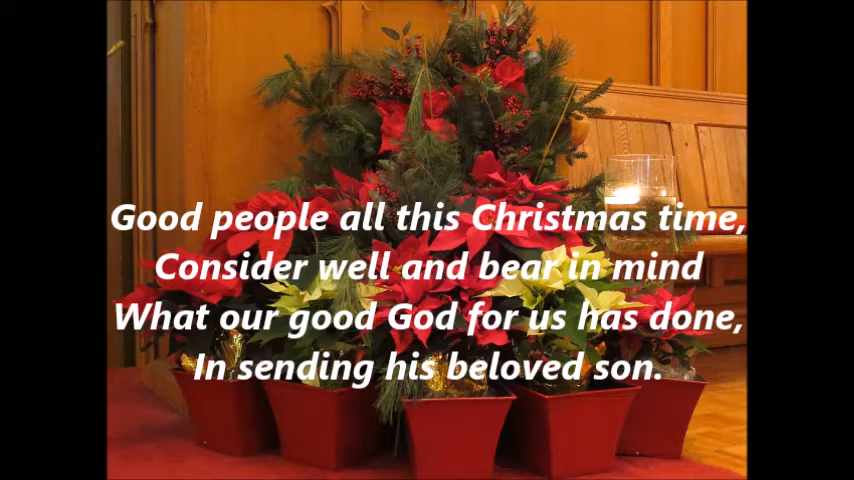 Good people all this Christmas time,
Consider well and bear in mind
What our good God for us has done,
In sending his beloved son.